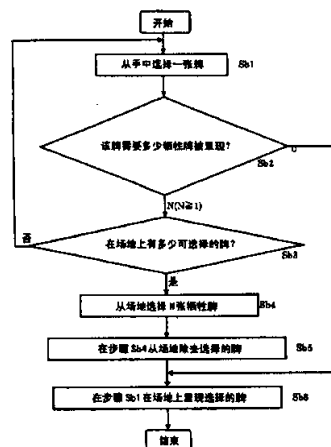 开始
从手中选择一张牌
Sb1
该牌需要多少牺牲牌被呈现?
0
Sb2
N(N≧1)
在场地上有多少可选择的牌?
否
Sb3
是
从场地选择N张牺牲牌
Sb4
在步骤Sb4从场地除去选择的牌
Sb5
在步骤Sb1在场地上呈现选择的牌
Sb6
结束